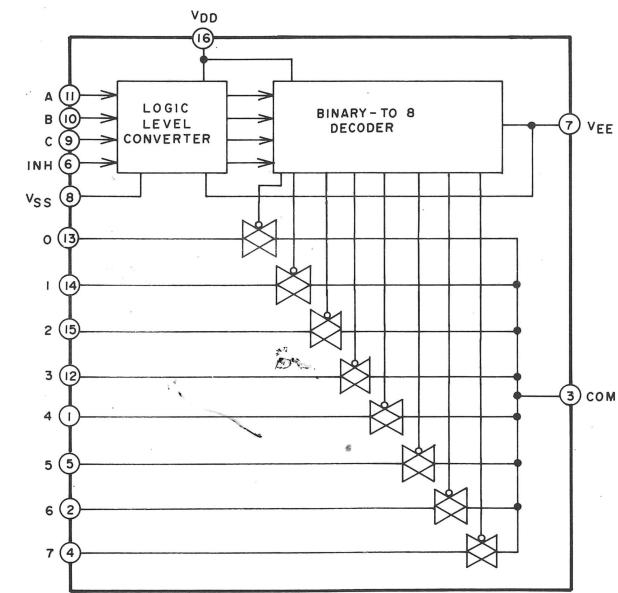 VDD
16
A 11
B 10
C 9
INH 6
VSS 8
LOGIC
LEVEL
CONVERTER
BINARY-TO 8
DECODER
7 VEE
0 13
1 14
2 15
3 12
3 COM
4 1
5 5
6 2
7 4